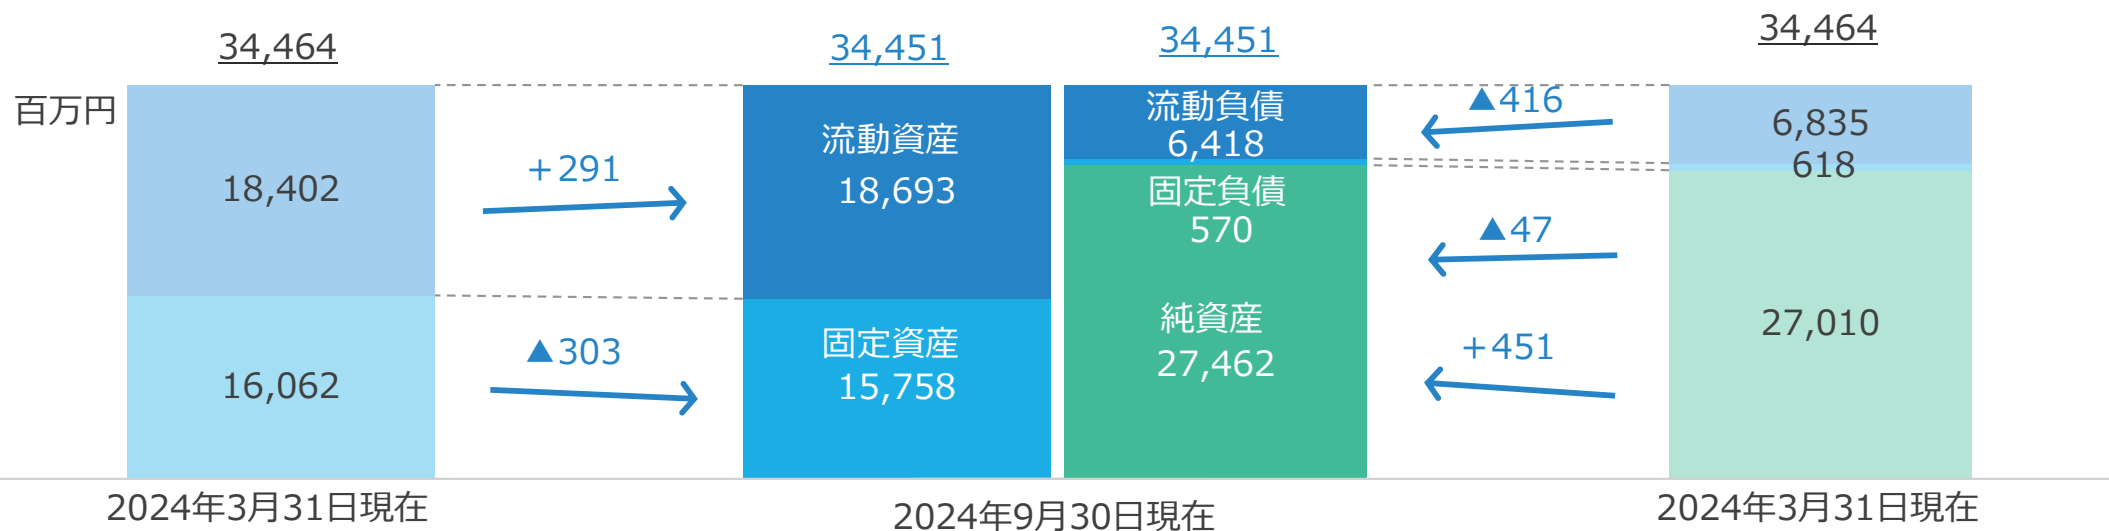 34,464
34,451
34,451
34,464
百万円
18,402
16,062
+291
▲303
流動資産
18,693
固定資産
15,758
流動負債
6,418
固定負債
570
純資産
27,462
▲416
▲47
+451
6,835
618
27,010
2024年3月31日現在
2024年9月30日現在
2024年3月31日現在